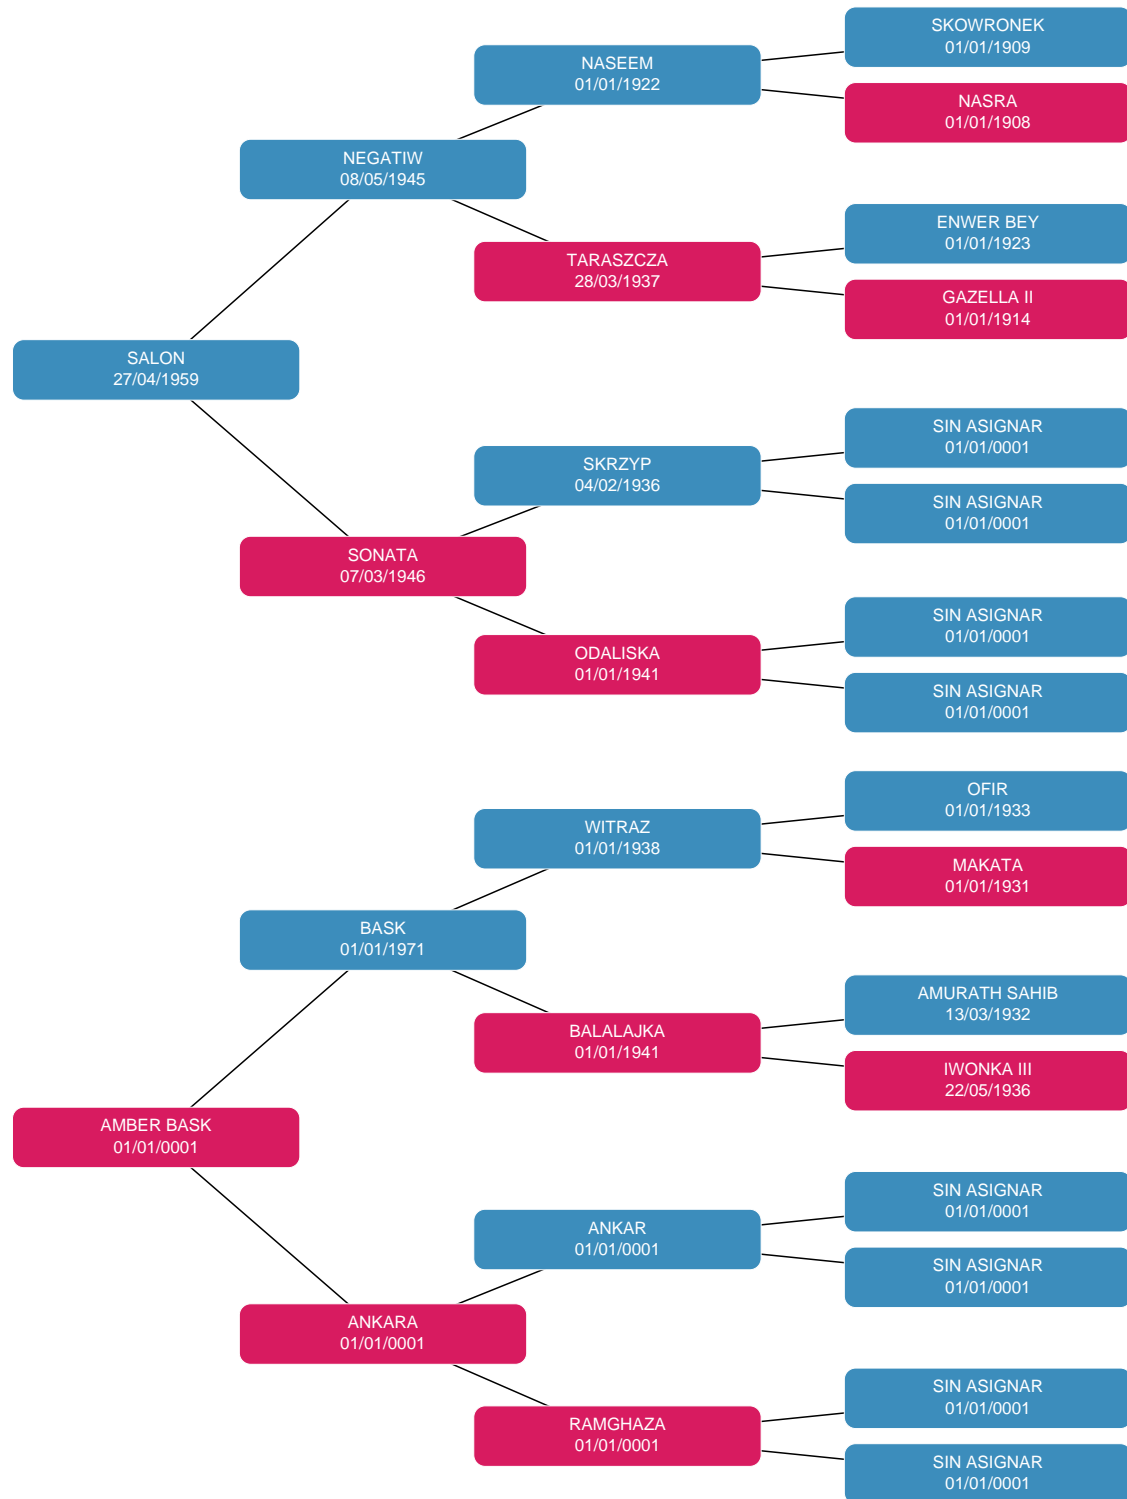 SKOWRONEK
01/01/1909
NASEEM
01/01/1922
NASRA
01/01/1908
NEGATIW
08/05/1945
ENWER BEY
01/01/1923
TARASZCZA
28/03/1937
GAZELLA II
01/01/1914
SALON
27/04/1959
SIN ASIGNAR
01/01/0001
SKRZYP
04/02/1936
SIN ASIGNAR
01/01/0001
SONATA
07/03/1946
SIN ASIGNAR
01/01/0001
ODALISKA
01/01/1941
SIN ASIGNAR
01/01/0001
OFIR
01/01/1933
WITRAZ
01/01/1938
MAKATA
01/01/1931
BASK
01/01/1971
AMURATH SAHIB
13/03/1932
BALALAJKA
01/01/1941
IWONKA III
22/05/1936
AMBER BASK
01/01/0001
SIN ASIGNAR
01/01/0001
ANKAR
01/01/0001
SIN ASIGNAR
01/01/0001
ANKARA
01/01/0001
SIN ASIGNAR
01/01/0001
RAMGHAZA
01/01/0001
SIN ASIGNAR
01/01/0001